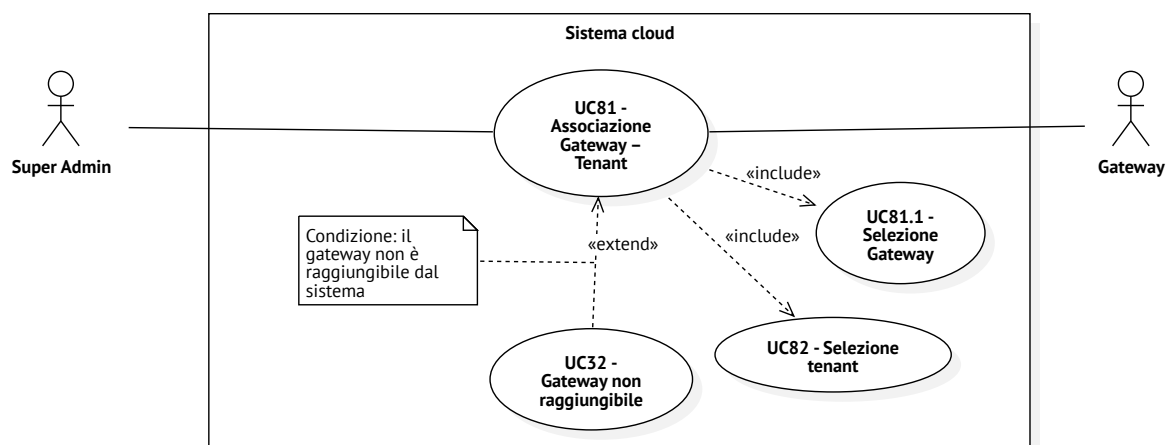 Sistema cloud
UC81 -
Associazione
Gateway –
Tenant
Super Admin
Gateway
«include»
UC81.1 -
Selezione
Gateway
«include»
«extend»
Condizione: il
gateway non è
raggiungibile dal
sistema
UC82 - Selezione
tenant
UC32 -
Gateway non
raggiungibile